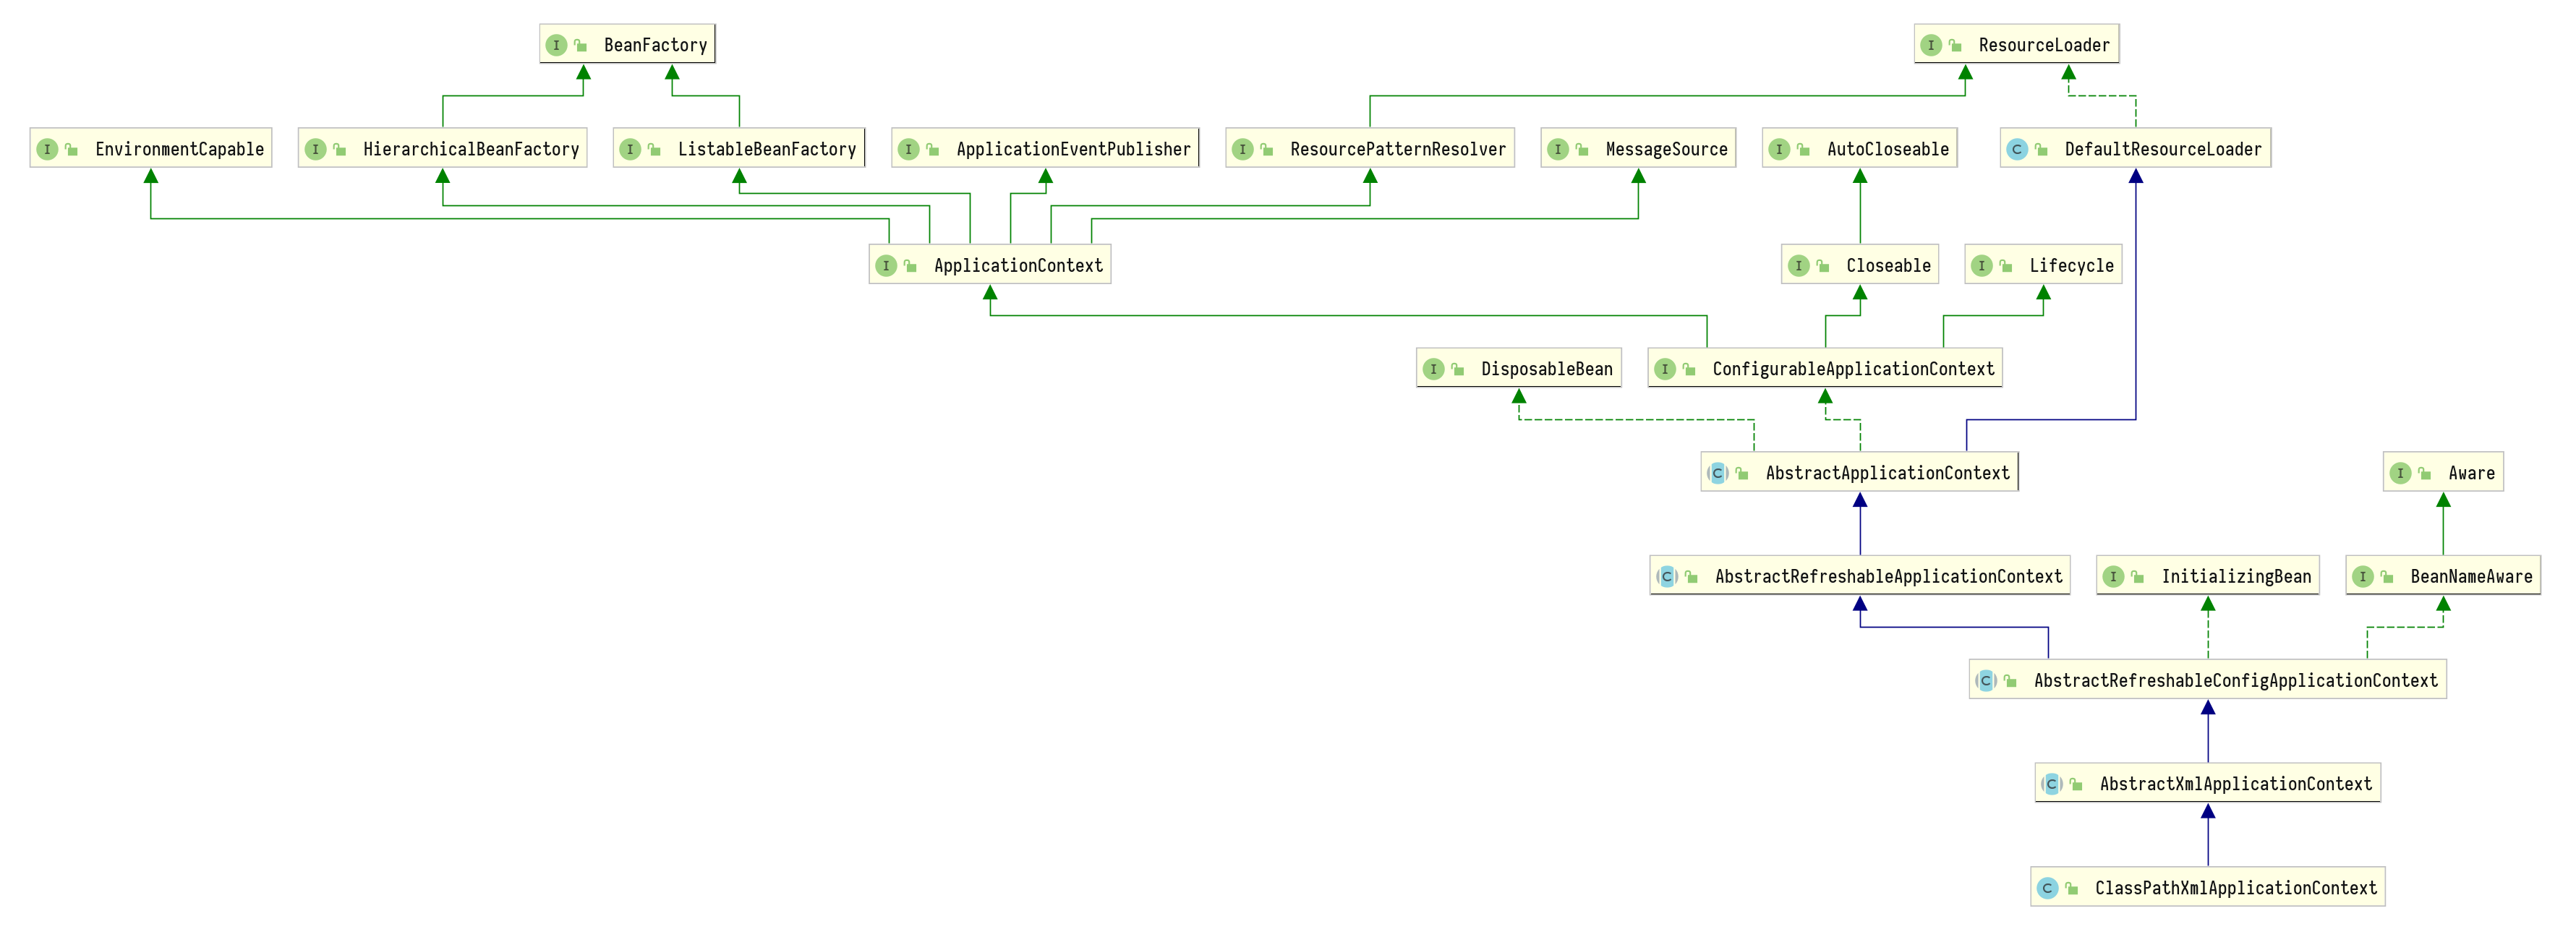 BeanFactory
ResourceLoader
EnvironmentCapable
HierarchicalBeanFactory
ListableBeanFactory
ApplicationEventPublisher
ResourcePatternResolver
MessageSource
AutoCloseable
DefaultResourceLoader
ApplicationContext
Closeable
Lifecycle
DisposableBean
ConfigurableApplicationContext
AbstractApplicationContext
Aware
AbstractRefreshableApplicationContext
InitializingBean
BeanNameAware
AbstractRefreshableConfigApplicationContext
AbstractXmlApplicationContext
ClassPathXmlApplicationContext